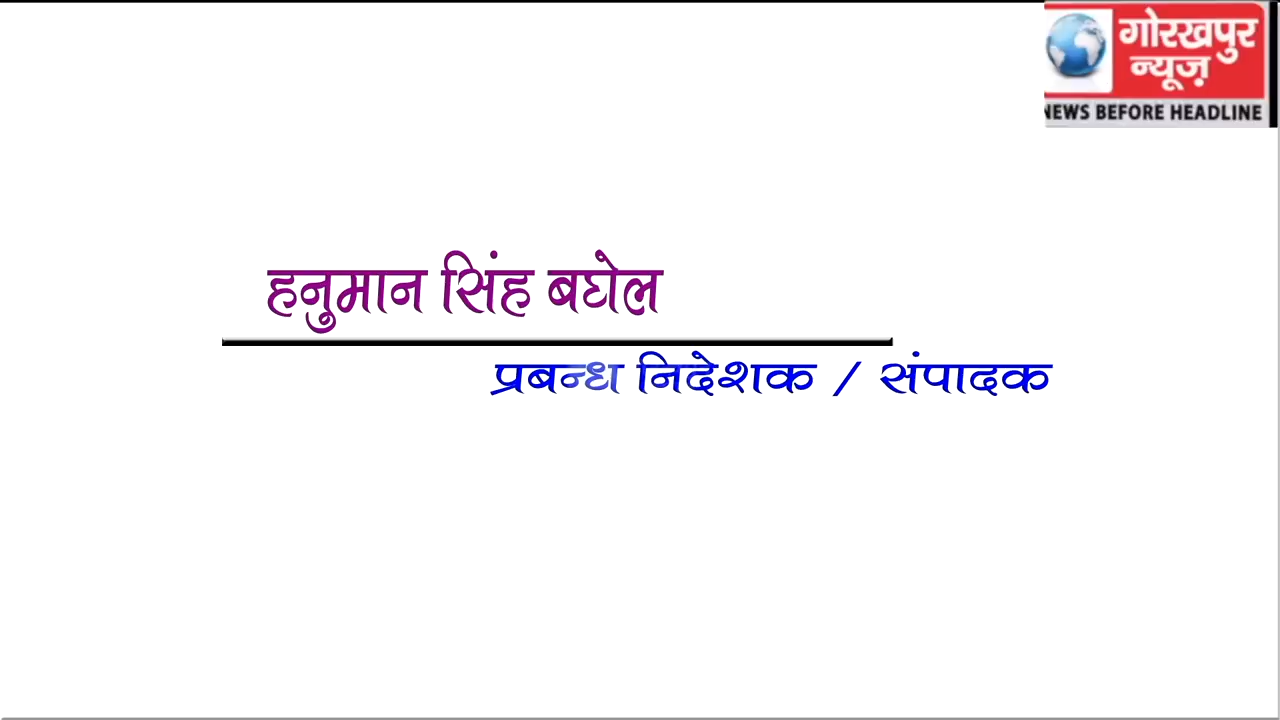 गोरखपुर
न्यूज़
NEWS BEFORE HEADLINE
हनुमान सिंह बघेल
प्रबन्ध निदेशक / संपादक